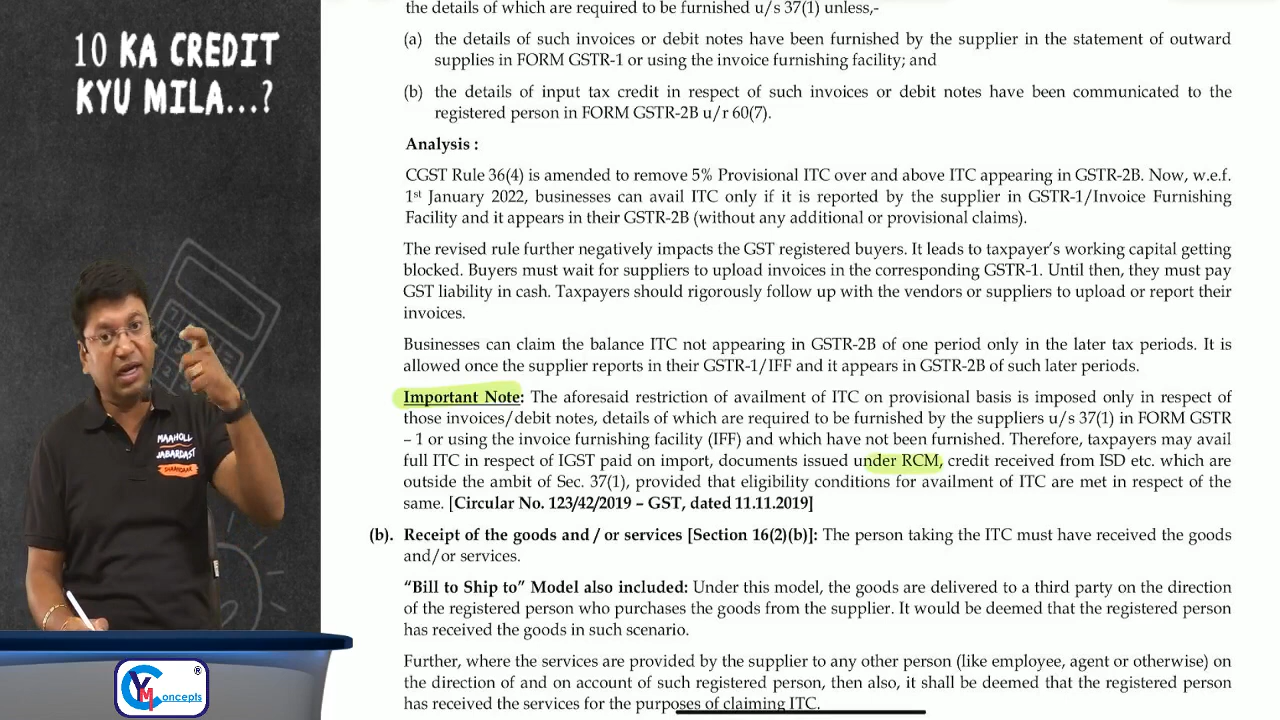 10 KA CREDIT
KYU MILA...?
the details of which are required to be furnished u/s 37(1) unless,-
(a) the details of such invoices or debit notes have been furnished by the supplier in the statement of outward
supplies in FORM GSTR-1 or using the invoice furnishing facility; and
(b) the details of input tax credit in respect of such invoices or debit notes have been communicated to the
registered person in FORM GSTR-2B u/r 60(7).
Analysis :
CGST Rule 36(4) is amended to remove 5% Provisional ITC over and above ITC appearing in GSTR-2B. Now, w.e.f.
1st January 2022, businesses can avail ITC only if it is reported by the supplier in GSTR-1/Invoice Furnishing
Facility and it appears in their GSTR-2B (without any additional or provisional claims).
The revised rule further negatively impacts the GST registered buyers. It leads to taxpayer's working capital getting
blocked. Buyers must wait for suppliers to upload invoices in the corresponding GSTR-1. Until then, they must pay
GST liability in cash. Taxpayers should rigorously follow up with the vendors or suppliers to upload or report their
invoices.
Businesses can claim the balance ITC not appearing in GSTR-2B of one period only in the later tax periods. It is
allowed once the supplier reports in their GSTR-1/IFF and it appears in GSTR-2B of such later periods.
Important Note: The aforesaid restriction of availment of ITC on provisional basis is imposed only in respect of
those invoices/debit notes, details of which are required to be furnished by the suppliers u/s 37(1) in FORM GSTR
– 1 or using the invoice furnishing facility (IFF) and which have not been furnished. Therefore, taxpayers may avail
full ITC in respect of IGST paid on import, documents issued under RCM, credit received from ISD etc. which are
outside the ambit of Sec. 37(1), provided that eligibility conditions for availment of ITC are met in respect of the
same. [Circular No. 123/42/2019 – GST, dated 11.11.2019]
(b). Receipt of the goods and / or services [Section 16(2)(b)]: The person taking the ITC must have received the goods
and/or services.
"Bill to Ship to" Model also included: Under this model, the goods are delivered to a third party on the direction
of the registered person who purchases the goods from the supplier. It would be deemed that the registered person
has received the goods in such scenario.
Further, where the services are provided by the supplier to any other person (like employee, agent or otherwise) on
the direction of and on account of such registered person, then also, it shall be deemed that the registered person
has received the services for the purposes of claiming ITC.
MAAHOLL
JABARDAST
SHAMGAAR
CYM oncepts ®